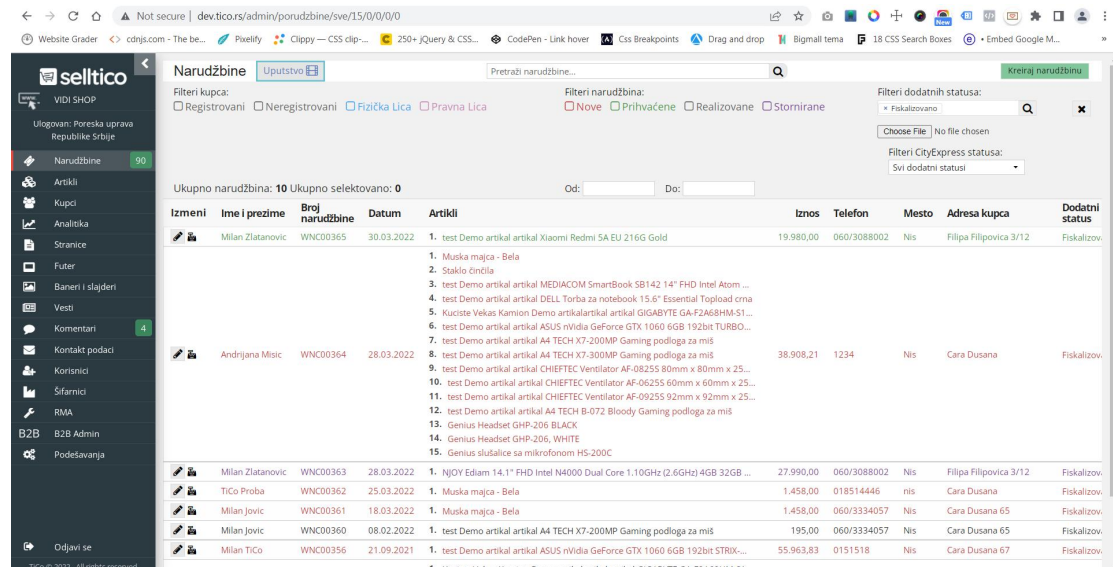 Not secure | dev.tico.rs/admin/porudzbine/sve/15/0/0/0/0
New
Website Grader
cdnjs.com - The be...
Pixelify
Clippy — CSS clip-...
250+ jQuery & CSS...
CodePen - Link hover
Css Breakpoints
Drag and drop
Bigmall tema
18 CSS Search Boxes
• Embed Google M...
»
selltico
VIDI SHOP
Ulogovan: Poreska uprava
Republike Srbije
Narudžbine 90
Artikli
Kupci
Analitika
Stranice
Futer
Baneri i slajderi
Vesti
Komentari 4
Kontakt podaci
Korisnici
Šifarnici
RMA
B2B B2B Admin
Podešavanja
Odjavi se
TiCo © 2022. All rights reserved
Narudžbine Uputstvo
Pretraži narudžbine...
Kreiraj narudžbinu
Filteri kupca:
Registrovani Neregistrovani Fizička Lica Pravna Lica
Filteri narudžbina:
Nove Prihvaćene Realizovane Stornirane
Filteri dodatnih statusa:
× Fiskalizovano
Choose File No file chosen
Filteri CityExpress statusa:
Svi dodatni statusi
Ukupno narudžbina: 10 Ukupno selektovano: 0
Od: Do:
Izmeni Ime i prezime Broj narudžbine Datum Artikli Iznos Telefon Mesto Adresa kupca Dodatni status
Milan Zlatanovic WNC00365 30.03.2022 1. test Demo artikal artikal Xiaomi Redmi 5A EU 216G Gold 19.980,00 060/3088002 Nis Filipa Filipovica 3/12 Fiskalizov
1. Muska majca - Bela
2. Staklo činčila
3. test Demo artikal artikal MEDIACOM SmartBook SB142 14" FHD Intel Atom ...
4. test Demo artikal artikal DELL Torba za notebook 15.6" Essential Topload crna
5. Kuciste Vekas Kamion Demo artikalartikal artikal GIGABYTE GA-F2A68HM-S1...
6. test Demo artikal artikal ASUS nVidia GeForce GTX 1060 6GB 192bit TURBO...
7. test Demo artikal artikal A4 TECH X7-200MP Gaming podloga za miš
Andrijana Misic WNC00364 28.03.2022 8. test Demo artikal artikal A4 TECH X7-300MP Gaming podloga za miš 38.908,21 1234 Nis Cara Dusana Fiskalizov
9. test Demo artikal artikal CHIEFTEC Ventilator AF-0825S 80mm x 80mm x 25...
10. test Demo artikal artikal CHIEFTEC Ventilator AF-0625S 60mm x 60mm x 25...
11. test Demo artikal artikal CHIEFTEC Ventilator AF-0925S 92mm x 92mm x 25...
12. test Demo artikal artikal A4 TECH B-072 Bloody Gaming podloga za miš
13. Genius Headset GHP-206 BLACK
14. Genius Headset GHP-206, WHITE
15. Genius slušalice sa mikrofonom HS-200C
Milan Zlatanovic WNC00363 28.03.2022 1. NJOY Ediam 14.1" FHD Intel N4000 Dual Core 1.10GHz (2.6GHz) 4GB 32GB ... 27.990,00 060/3088002 Nis Filipa Filipovica 3/12 Fiskalizov
TiCo Proba WNC00362 25.03.2022 1. Muska majca - Bela 1.458,00 018514446 nis Cara Dusana Fiskalizov
Milan Jovic WNC00361 18.03.2022 1. Muska majca - Bela 1.458,00 060/3334057 Nis Cara Dusana 65 Fiskalizov
Milan Jovic WNC00360 08.02.2022 1. test Demo artikal artikal A4 TECH X7-200MP Gaming podloga za miš 195,00 060/3334057 Nis Cara Dusana 65 Fiskalizov
Milan TiCo WNC00356 21.09.2021 1. test Demo artikal artikal ASUS nVidia GeForce GTX 1060 6GB 192bit STRIX-... 55.963,83 0151518 Nis Cara Dusana 67 Fiskalizov